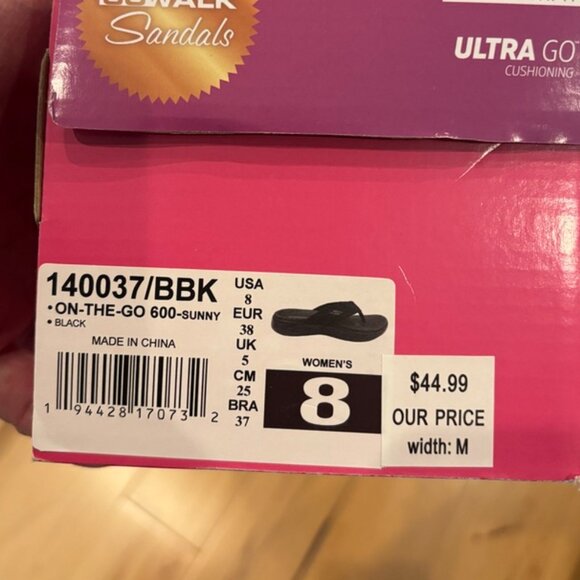 GOWALK
Sandals
ULTRA GO
CUSHIONING
140037/BBK
•ON-THE-GO 600-SUNNY
• BLACK
MADE IN CHINA
1 94428 17073 2
USA
8
EUR
38
UK
5
CM
25
BRA
37
WOMEN'S
8
$44.99
OUR PRICE
width: M